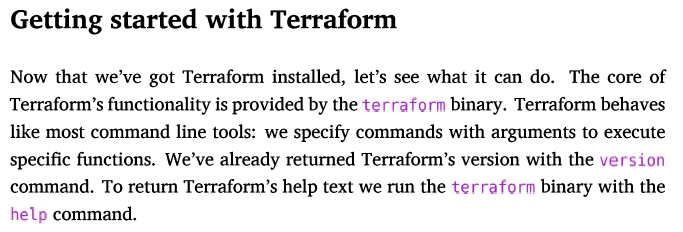 Getting started with Terraform
Now that we’ve got Terraform installed, let’s see what it can do. The core of
Terraform’s functionality is provided by the terraform binary. Terraform behaves
like most command line tools: we specify commands with arguments to execute
specific functions. We’ve already returned Terraform’s version with the version
command. To return Terraform’s help text we run the terraform binary with the
help command.